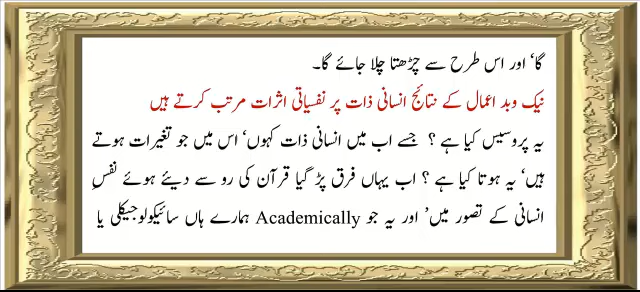 گا‘ اور اس طرح سے چڑھتا چلا جائے گا۔
نیک وبد اعمال کے نتائج انسانی ذات پر نفسیاتی اثرات مرتب کرتے ہیں
یہ پروسیس کیا ہے ؟ جسے اب میں انسانی ذات کہوں‘ اس میں جو تغیرات ہوتے
ہیں‘ یہ ہوتا کیا ہے ؟ اب یہاں فرق پڑ گیا قرآن کی رو سے دیئے ہوئے نفسِ
انسانی کے تصور میں’ اور یہ جو Academically ہمارے ہاں سائیکولوجیکلی یا